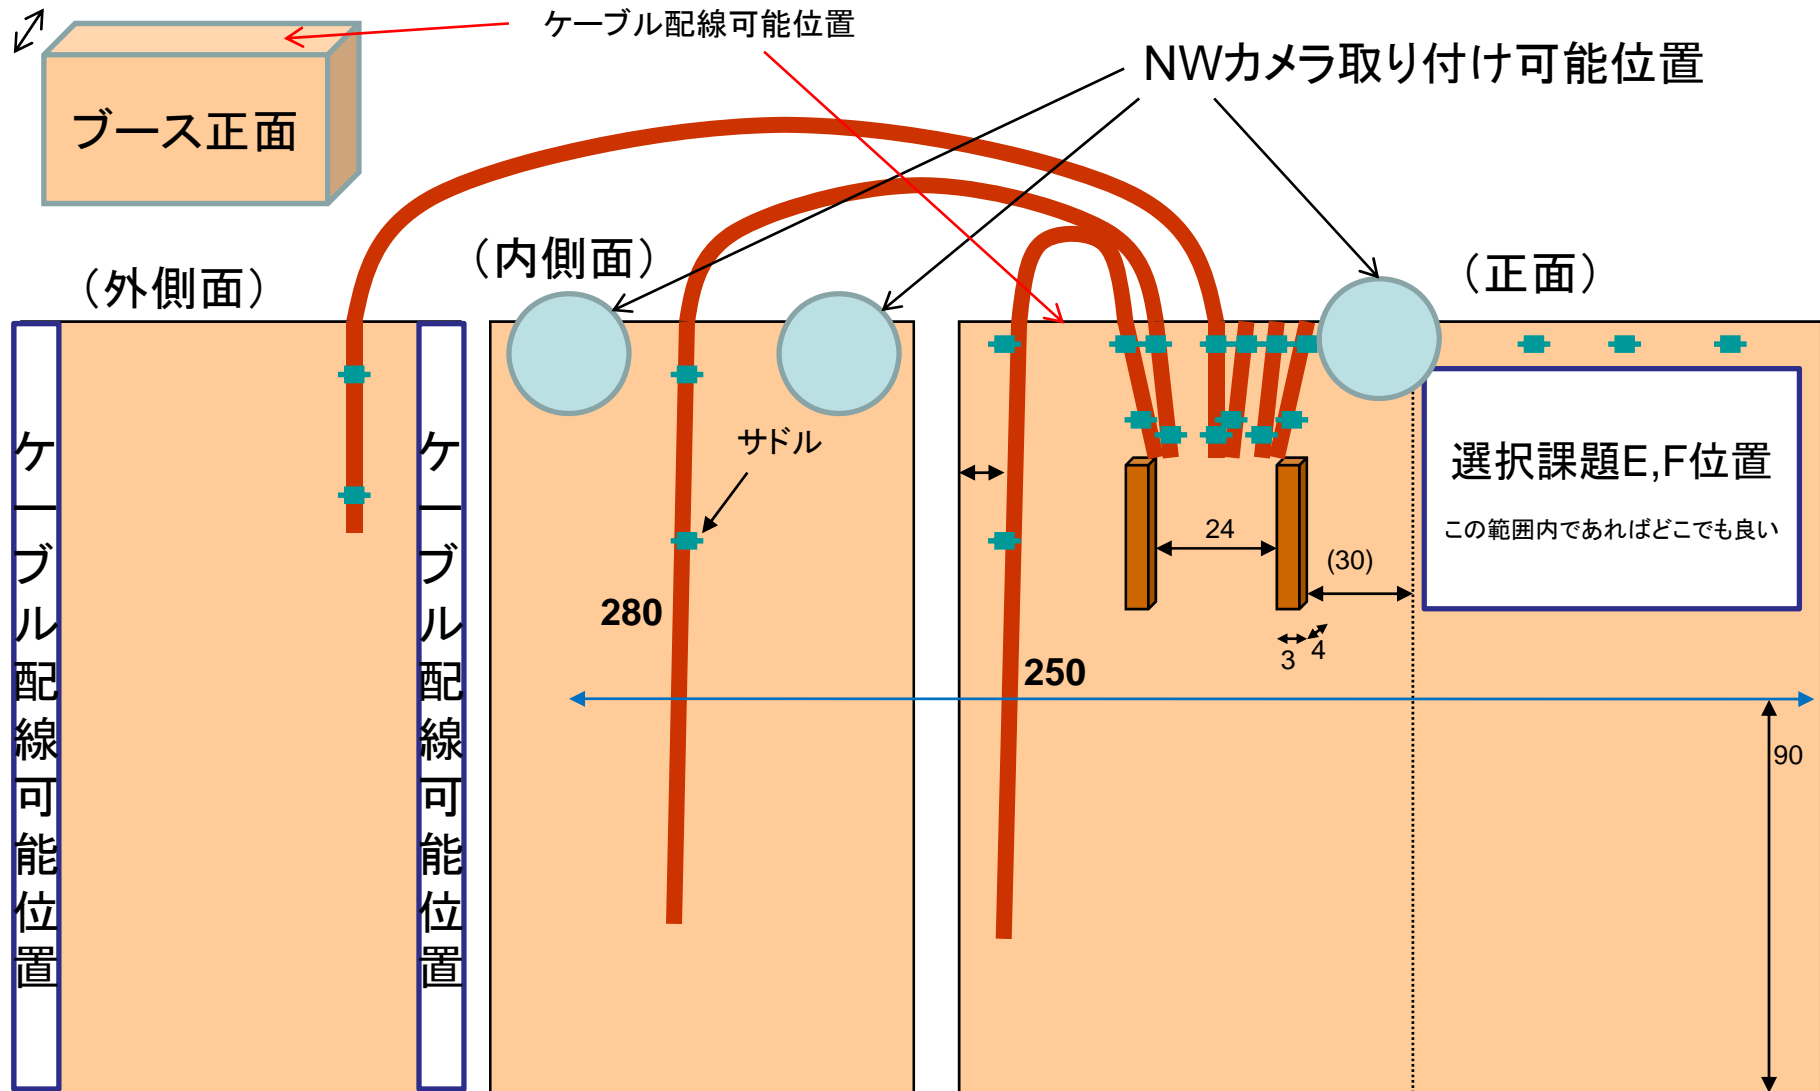 ケーブル配線可能位置
NWカメラ取り付け可能位置
ブース正面
（外側面）
（内側面）
（正面）
ケーブル配線可能位置
ケーブル配線可能位置
サドル
選択課題E,F位置
この範囲内であればどこでも良い
24
(30)
280
3
4
250
90